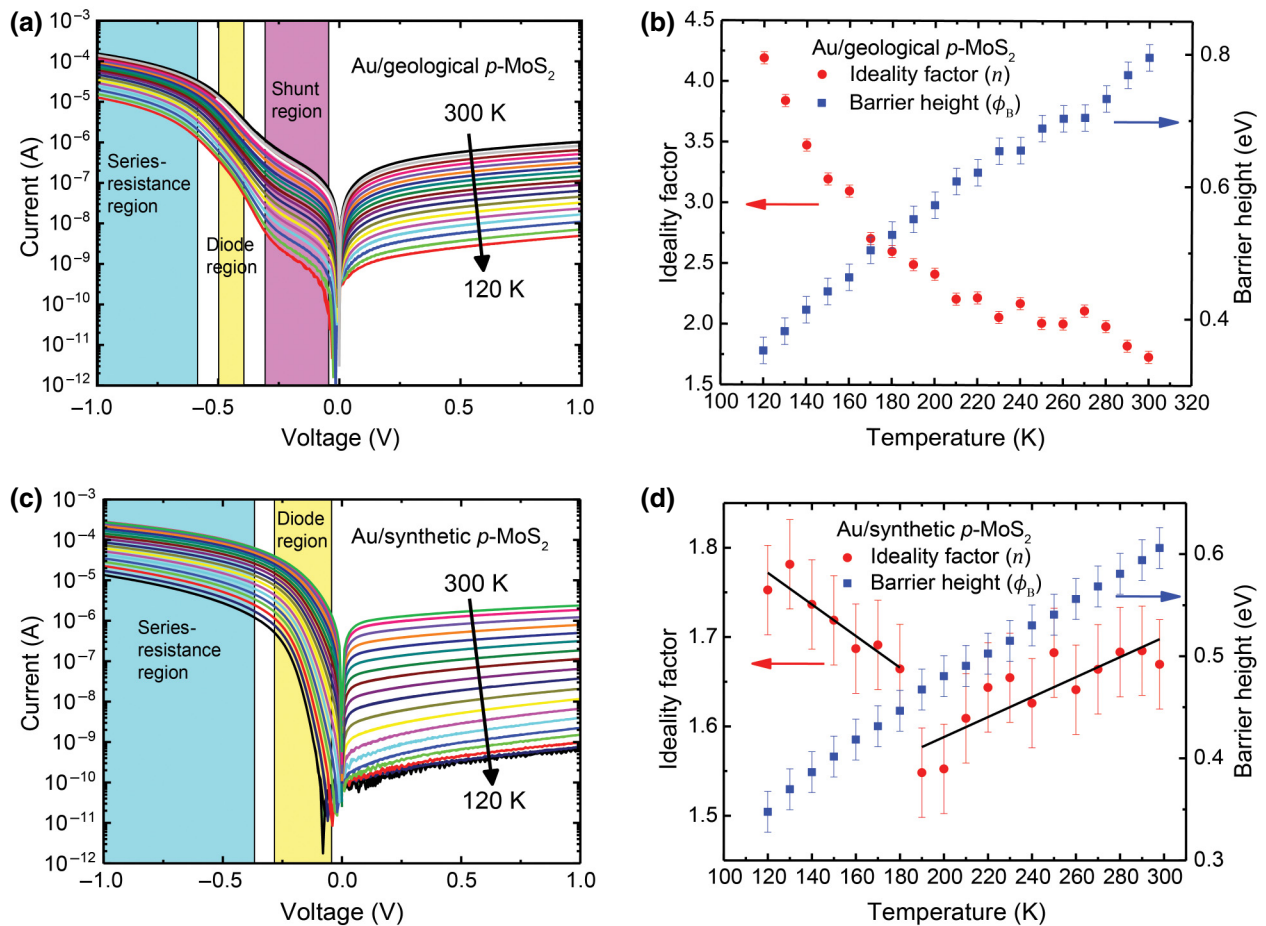 (a)
10⁻³
10⁻⁴
10⁻⁵
10⁻⁶
10⁻⁷
10⁻⁸
10⁻⁹
10⁻¹⁰
10⁻¹¹
10⁻¹²
Current (A)
Au/geological p-MoS₂
Shunt
region
300 K
Series-
resistance
region
Diode
region
120 K
–1.0
–0.5
0.0
0.5
1.0
Voltage (V)
(b)
4.5
4.0
3.5
3.0
2.5
2.0
1.5
Ideality factor
Au/geological p-MoS₂
Ideality factor (n)
Barrier height (ϕB)
0.8
0.6
0.4
Barrier height (eV)
100 120 140 160 180 200 220 240 260 280 300 320
Temperature (K)
(c)
10⁻³
10⁻⁴
10⁻⁵
10⁻⁶
10⁻⁷
10⁻⁸
10⁻⁹
10⁻¹⁰
10⁻¹¹
10⁻¹²
Current (A)
Diode
region
Au/synthetic p-MoS₂
300 K
Series-
resistance
region
120 K
–1.0
–0.5
0.0
0.5
1.0
Voltage (V)
(d)
1.8
1.7
1.6
1.5
Ideality factor
Au/synthetic p-MoS₂
Ideality factor (n)
Barrier height (ϕB)
0.6
0.5
0.4
0.3
Barrier height (eV)
120 140 160 180 200 220 240 260 280 300
Temperature (K)